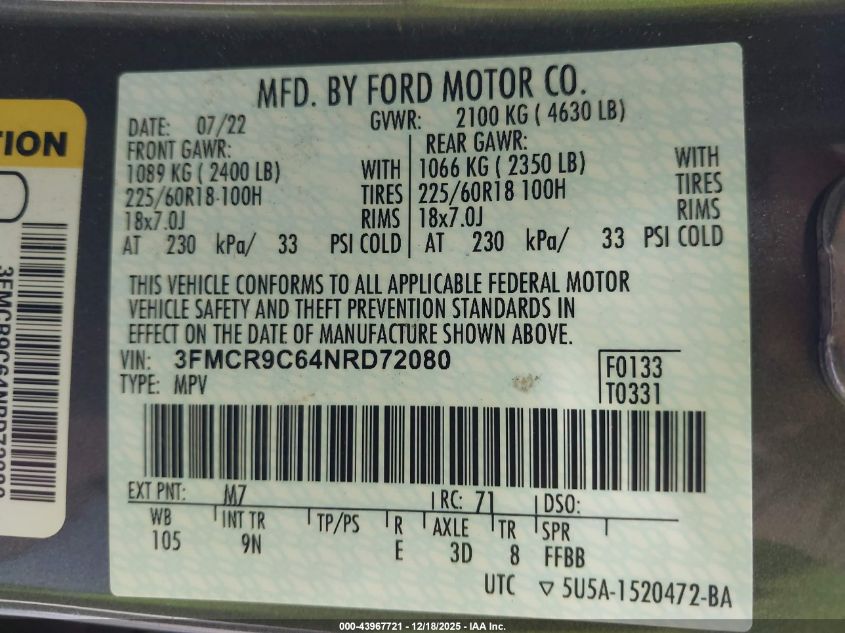 TION
3FMCR9C64NRD72080
MFD. BY FORD MOTOR CO.
DATE: 07/22 GVWR: 2100 KG ( 4630 LB)
FRONT GAWR: REAR GAWR:
1089 KG ( 2400 LB) WITH 1066 KG ( 2350 LB) WITH
225/60R18 100H TIRES 225/60R18 100H TIRES
18x7.0J RIMS 18x7.0J RIMS
AT 230 kPa/ 33 PSI COLD AT 230 kPa/ 33 PSI COLD
THIS VEHICLE CONFORMS TO ALL APPLICABLE FEDERAL MOTOR
VEHICLE SAFETY AND THEFT PREVENTION STANDARDS IN
EFFECT ON THE DATE OF MANUFACTURE SHOWN ABOVE.
VIN: 3FMCR9C64NRD72080 F0133
TYPE: MPV T0331
EXT PNT: M7 RC: 71 DSO:
WB INT TR TP/PS R AXLE TR SPR
105 9N E 3D 8 FFBB
UTC ▽ 5U5A-1520472-BA
000-43967721 - 12/18/2025 - IAA Inc.